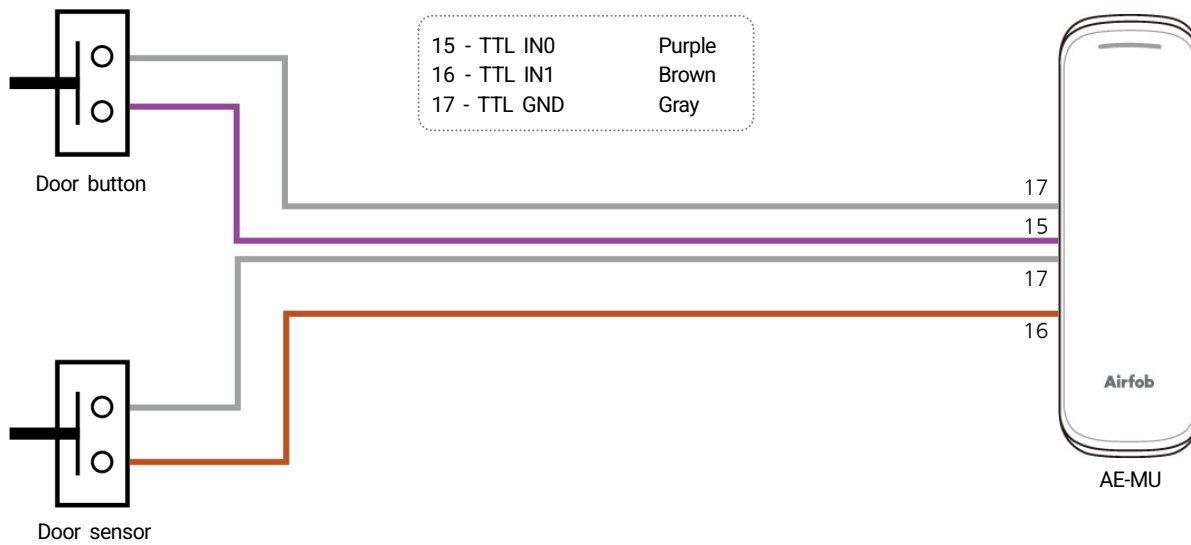 15 - TTL IN0 Purple
16 - TTL IN1 Brown
17 - TTL GND Gray
Door button
17
15
17
16
Airfob
AE-MU
Door sensor